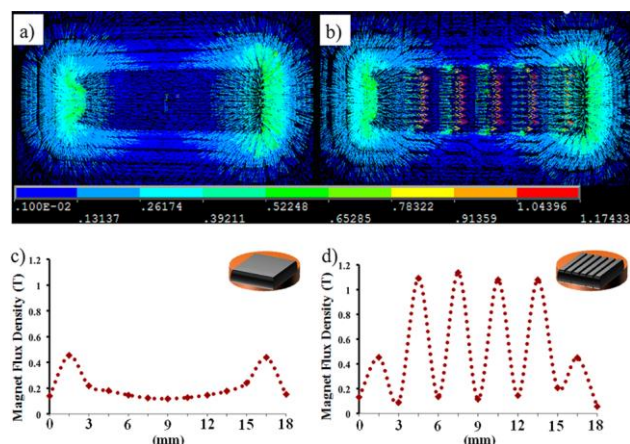 a)
b)
.100E-02 .26174 .52248 .78322 1.04396
.13137 .39211 .65285 .91359 1.17433
c)
d)
Magnet Flux Density (T)
1.2
1
0.8
0.6
0.4
0.2
0
0 3 6 9 12 15 18
(mm)
Magnet Flux Density (T)
1.2
1
0.8
0.6
0.4
0.2
0
0 3 6 9 12 15 18
(mm)